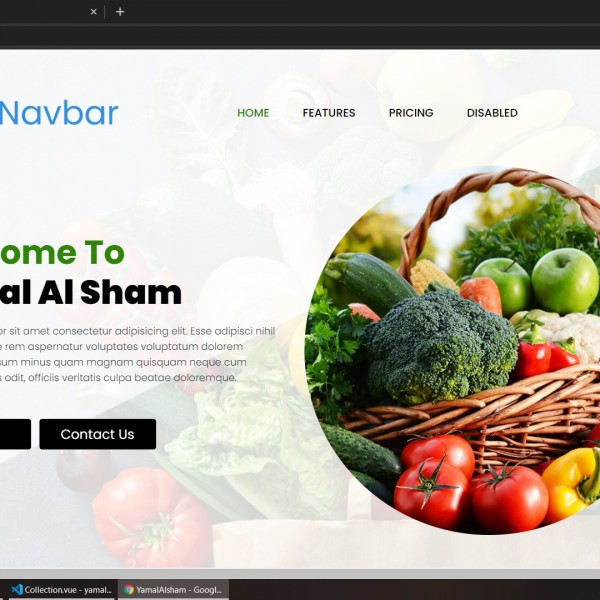 Navbar
HOME FEATURES PRICING DISABLED
ome To
al Al Sham
or sit amet consectetur adipisicing elit. Esse adipisci nihil
rem aspernatur voluptates voluptatum dolorem
sum minus quam magnam quisquam neque cum
odit, officiis veritatis culpa beatae doloremque.
Contact Us
Collection.vue - yamal... YamalAlsham - Googl...